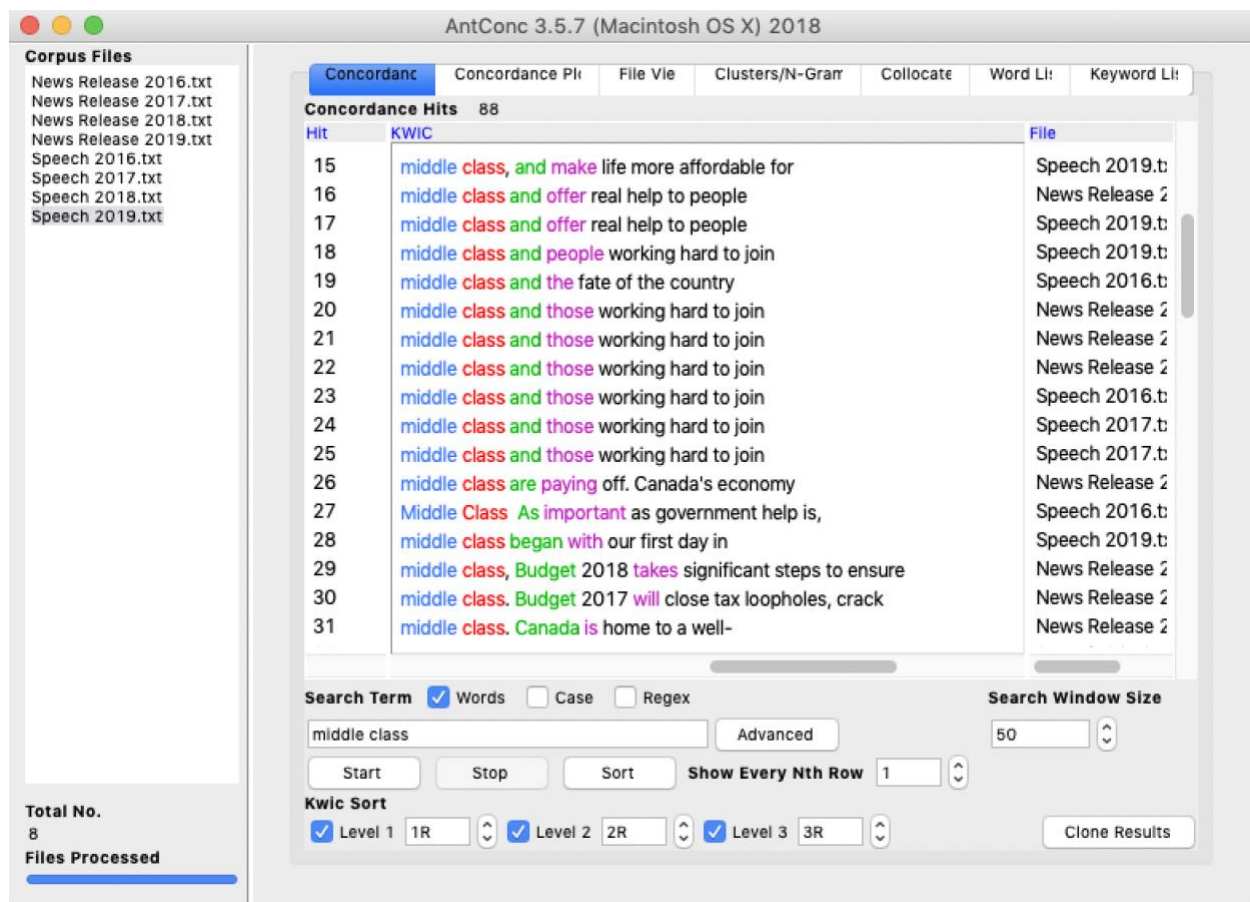 AntConc 3.5.7 (Macintosh OS X) 2018
Corpus Files
News Release 2016.txt
News Release 2017.txt
News Release 2018.txt
News Release 2019.txt
Speech 2016.txt
Speech 2017.txt
Speech 2018.txt
Speech 2019.txt
Total No.
8
Files Processed
Concordanc Concordance Pl File Vie Clusters/N-Gram Collocate Word Li Keyword Li
Concordance Hits 88
Hit KWIC File
15 middle class, and make life more affordable for Speech 2019.t
16 middle class and offer real help to people News Release 2
17 middle class and offer real help to people Speech 2019.t
18 middle class and people working hard to join Speech 2019.t
19 middle class and the fate of the country Speech 2016.t
20 middle class and those working hard to join News Release 2
21 middle class and those working hard to join News Release 2
22 middle class and those working hard to join News Release 2
23 middle class and those working hard to join Speech 2016.t
24 middle class and those working hard to join Speech 2017.t
25 middle class and those working hard to join Speech 2017.t
26 middle class are paying off. Canada's economy News Release 2
27 Middle Class As important as government help is, Speech 2016.t
28 middle class began with our first day in Speech 2019.t
29 middle class, Budget 2018 takes significant steps to ensure News Release 2
30 middle class. Budget 2017 will close tax loopholes, crack News Release 2
31 middle class. Canada is home to a well- News Release 2
Search Term Words Case Regex Search Window Size
middle class Advanced 50
Start Stop Sort Show Every Nth Row 1
Kwic Sort
Level 1 1R Level 2 2R Level 3 3R Clone Results